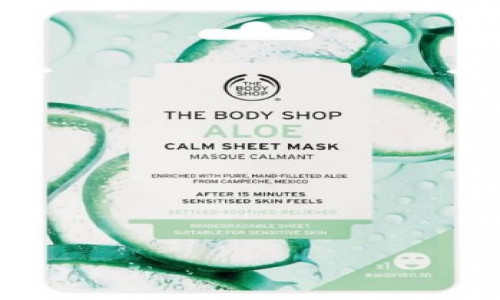 THE
BODY
SHOP
®
THE BODY SHOP
ALOE
CALM SHEET MASK
MASQUE CALMANT
ENRICHED WITH PURE, HAND-FILLETED ALOE
FROM CAMPECHE, MEXICO
AFTER 15 MINUTES
SENSITISED SKIN FEELS
SETTLED-SOOTHED-RELIEVED
BIODEGRADABLE SHEET
SUITABLE FOR SENSITIVE SKIN
x1